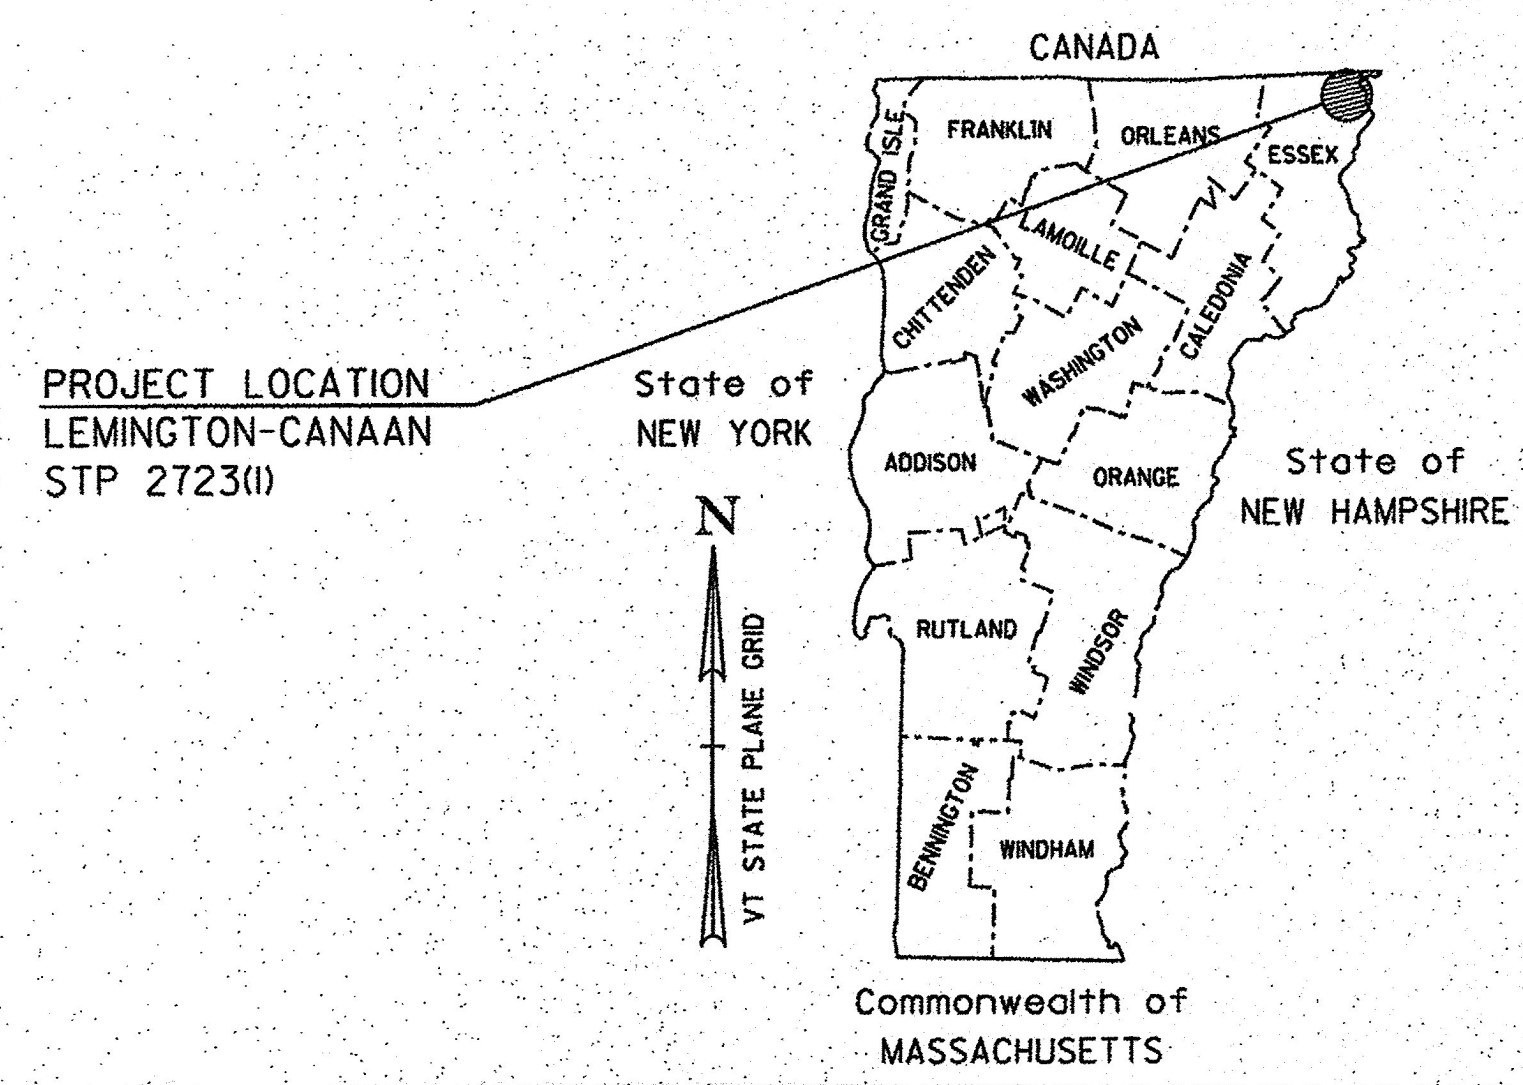 CANADA
FRANKLIN
ORLEANS
ESSEX
GRAND ISLE
LAMOILLE
CHITTENDEN
CALEDONIA
WASHINGTON
PROJECT LOCATION
LEMINGTON-CANAAN
STP 2723(1)
State of
NEW YORK
ADDISON
ORANGE
State of
NEW HAMPSHIRE
N
VT STATE PLANE GRID
RUTLAND
WINDSOR
BENNINGTON
WINDHAM
Commonwealth of
MASSACHUSETTS